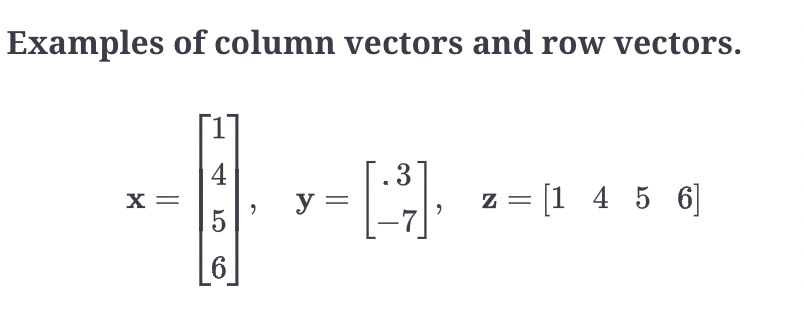 Examples of column vectors and row vectors.
x = [1 4 5 6], y = [.3 −7], z = [1 4 5 6]